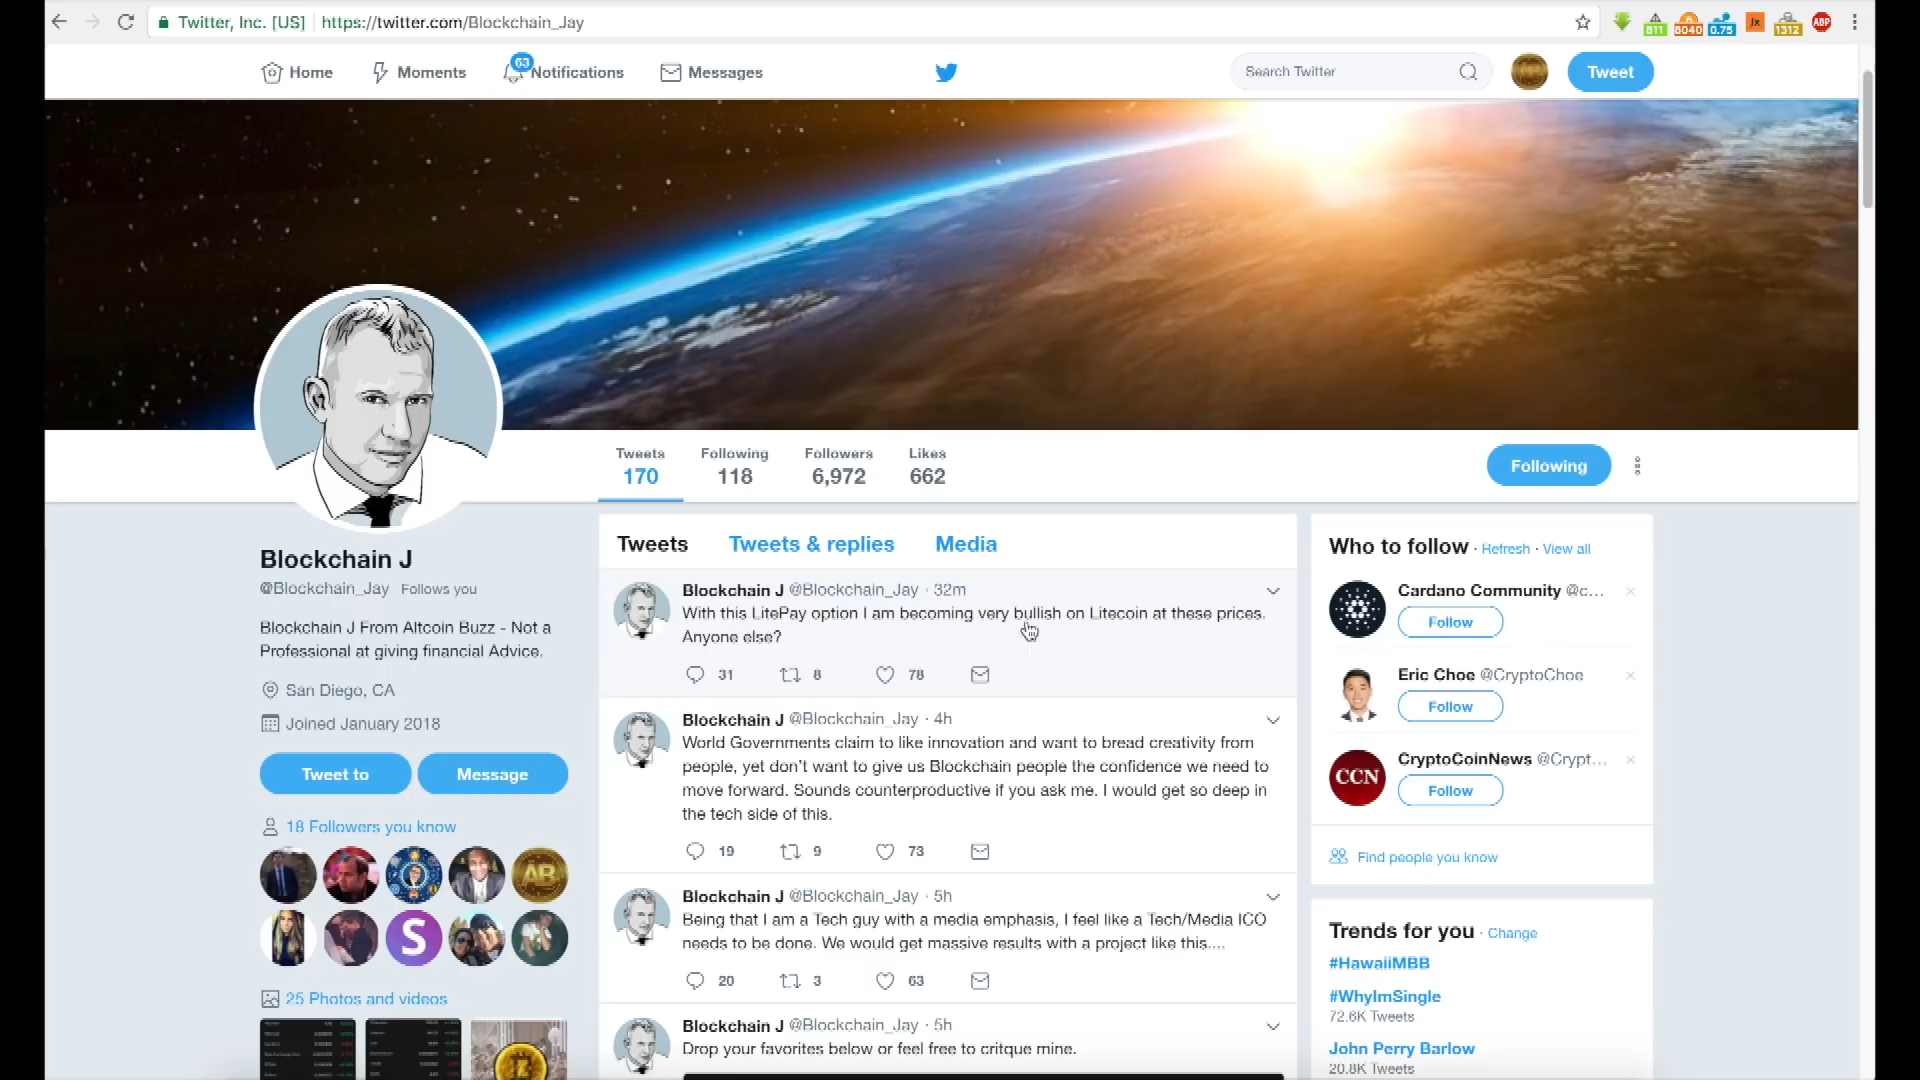 Twitter, Inc. [US] https://twitter.com/Blockchain_Jay
811 8040 0.75 Jx 1312 ABP
Home Moments 63 Notifications Messages Search Twitter Tweet
Tweets Following Followers Likes
170 118 6,972 662
Following
Blockchain J
@Blockchain_Jay Follows you
Blockchain J From Altcoin Buzz - Not a
Professional at giving financial Advice.
San Diego, CA
Joined January 2018
Tweet to Message
18 Followers you know
AB
S
25 Photos and videos
Tweets Tweets & replies Media
Blockchain J @Blockchain_Jay · 32m
With this LitePay option I am becoming very bullish on Litecoin at these prices.
Anyone else?
31 8 78
Blockchain J @Blockchain_Jay · 4h
World Governments claim to like innovation and want to bread creativity from
people, yet don't want to give us Blockchain people the confidence we need to
move forward. Sounds counterproductive if you ask me. I would get so deep in
the tech side of this.
19 9 73
Blockchain J @Blockchain_Jay · 5h
Being that I am a Tech guy with a media emphasis, I feel like a Tech/Media ICO
needs to be done. We would get massive results with a project like this....
20 3 63
Blockchain J @Blockchain_Jay · 5h
Drop your favorites below or feel free to critque mine.
Who to follow · Refresh · View all
Cardano Community @c...
Follow
Eric Choe @CryptoChoe
Follow
CCN
CryptoCoinNews @Crypt...
Follow
Find people you know
Trends for you · Change
#HawaiiMBB
#WhyImSingle
72.6K Tweets
John Perry Barlow
20.8K Tweets